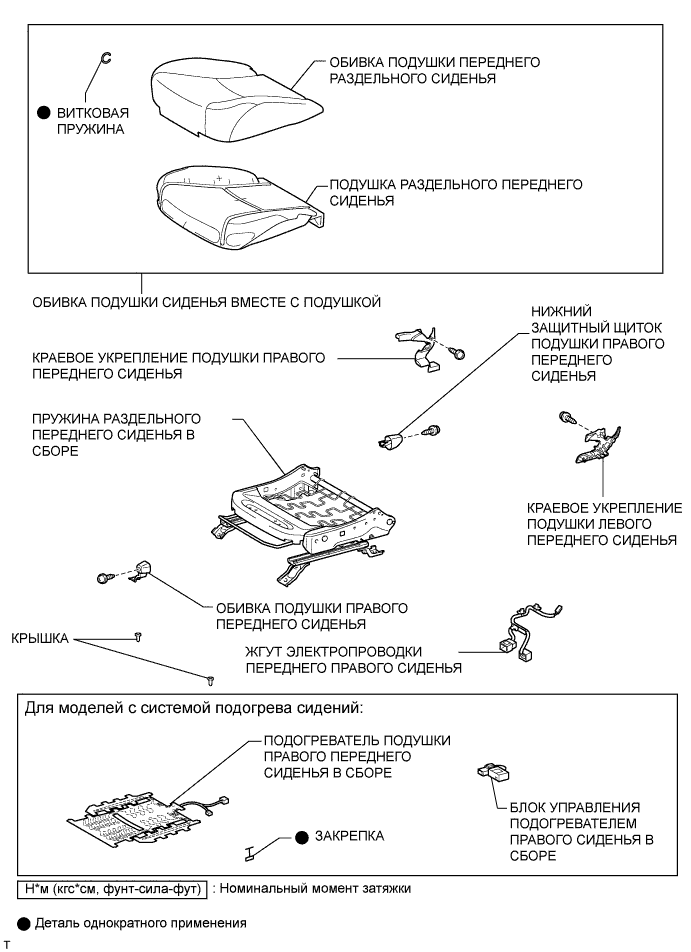 ОБИВКА ПОДУШКИ ПЕРЕДНЕГО
РАЗДЕЛЬНОГО СИДЕНЬЯ
ВИТКОВАЯ
ПРУЖИНА
ПОДУШКА РАЗДЕЛЬНОГО ПЕРЕДНЕГО
СИДЕНЬЯ
ОБИВКА ПОДУШКИ СИДЕНЬЯ ВМЕСТЕ С ПОДУШКОЙ
НИЖНИЙ
ЗАЩИТНЫЙ ЩИТОК
ПОДУШКИ ПРАВОГО
ПЕРЕДНЕГО
СИДЕНЬЯ
КРАЕВОЕ УКРЕПЛЕНИЕ ПОДУШКИ ПРАВОГО
ПЕРЕДНЕГО СИДЕНЬЯ
ПРУЖИНА РАЗДЕЛЬНОГО
ПЕРЕДНЕГО СИДЕНЬЯ В
СБОРЕ
КРАЕВОЕ УКРЕПЛЕНИЕ
ПОДУШКИ ЛЕВОГО
ПЕРЕДНЕГО СИДЕНЬЯ
ОБИВКА ПОДУШКИ ПРАВОГО
ПЕРЕДНЕГО СИДЕНЬЯ
КРЫШКА
ЖГУТ ЭЛЕКТРОПРОВОДКИ
ПЕРЕДНЕГО ПРАВОГО СИДЕНЬЯ
Для моделей с системой подогрева сидений:
ПОДОГРЕВАТЕЛЬ ПОДУШКИ
ПРАВОГО ПЕРЕДНЕГО
СИДЕНЬЯ В СБОРЕ
БЛОК УПРАВЛЕНИЯ
ПОДОГРЕВАТЕЛЕМ
ПРАВОГО СИДЕНЬЯ В
СБОРЕ
ЗАКРЕПКА
Н*м (кгс*см, фунт-сила-фут) : Номинальный момент затяжки
Деталь однократного применения
T